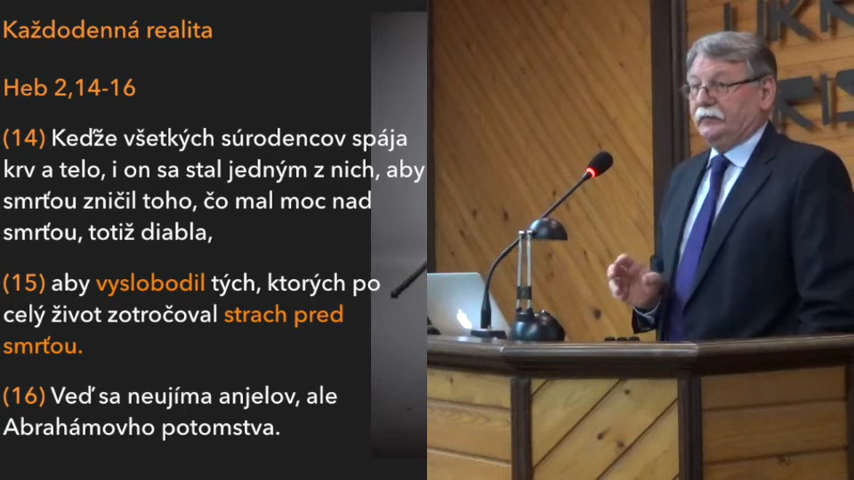 Každodenná realita
Heb 2,14-16
(14) Keďže všetkých súrodencov spája
krv a telo, i on sa stal jedným z nich, aby
smrťou zničil toho, čo mal moc nad
smrťou, totiž diabla,
(15) aby vyslobodil tých, ktorých po
celý život zotročoval strach pred
smrťou.
(16) Veď sa neujíma anjelov, ale
Abrahámovho potomstva.